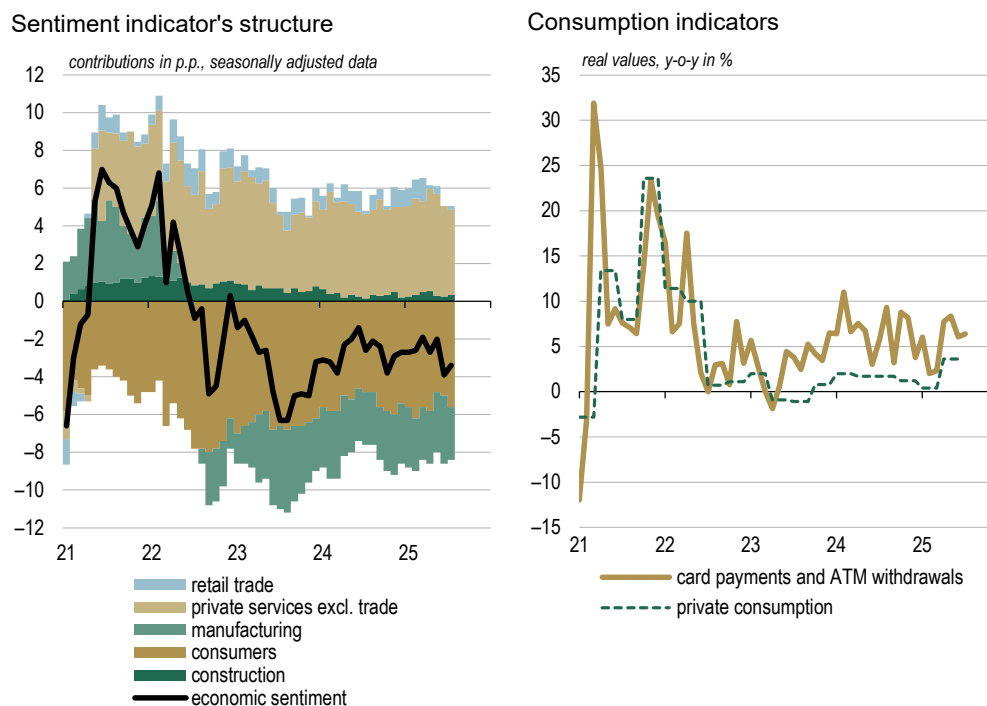 Sentiment indicator's structure
contributions in p.p., seasonally adjusted data
12
10
8
6
4
2
0
–2
–4
–6
–8
–10
–12
21 22 23 24 25
retail trade
private services excl. trade
manufacturing
consumers
construction
economic sentiment
Consumption indicators
real values, y-o-y in %
35
30
25
20
15
10
5
0
–5
–10
–15
21 22 23 24 25
card payments and ATM withdrawals
private consumption